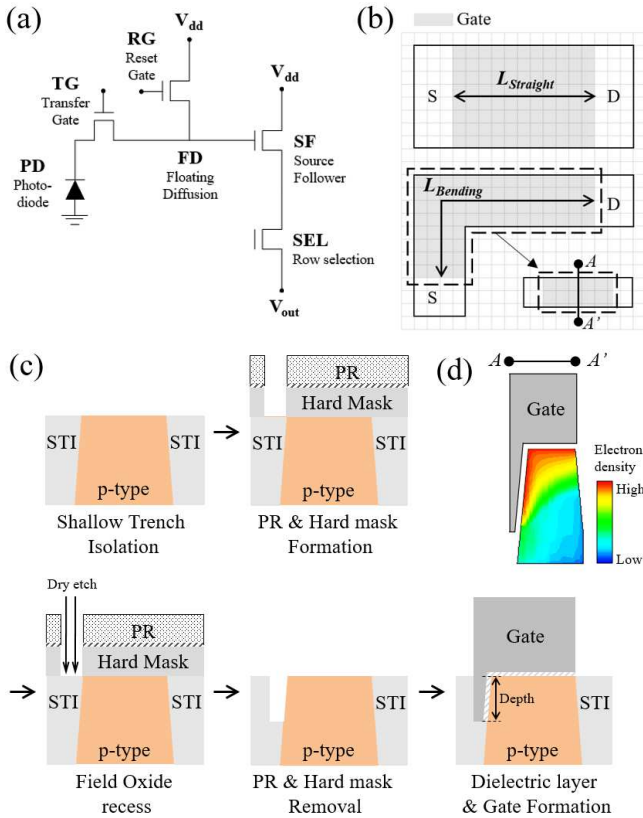 (a)
Vdd
RG
Reset
Gate
Vdd
TG
Transfer
Gate
PD
Photo-
diode
FD
Floating
Diffusion
SF
Source
Follower
SEL
Row selection
Vout
(b)
Gate
S
LStraight
D
LBending
D
S
A
A'
(c)
STI
STI
p-type
Shallow Trench
Isolation
PR
Hard Mask
STI
STI
p-type
PR & Hard mask
Formation
(d)
A
A'
Gate
Electron
density
High
Low
Dry etch
PR
Hard Mask
STI
STI
p-type
Field Oxide
recess
STI
p-type
PR & Hard mask
Removal
Gate
Depth
STI
p-type
Dielectric layer
& Gate Formation